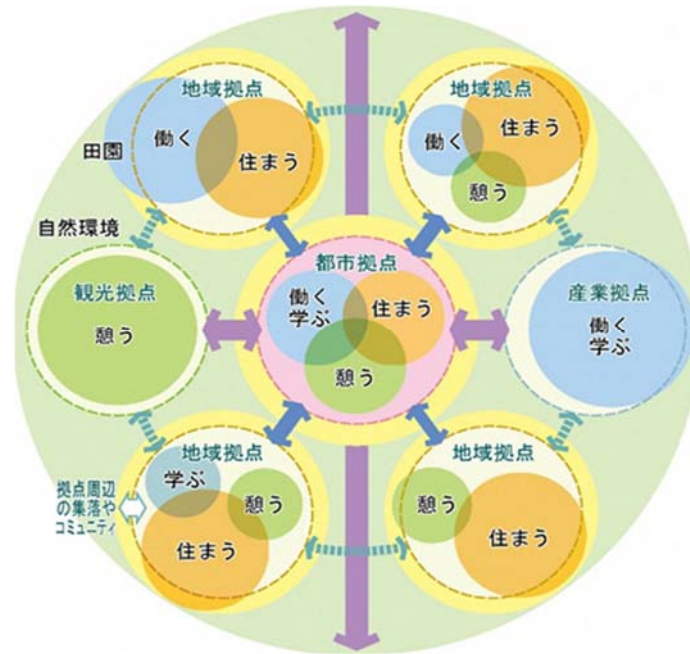 地域拠点
働く
住まう
田園
地域拠点
働く
住まう
憩う
自然環境
観光拠点
憩う
都市拠点
働く
学ぶ
住まう
憩う
産業拠点
働く
学ぶ
地域拠点
学ぶ
憩う
住まう
拠点周辺
の集落や
コミュニティ
地域拠点
憩う
住まう